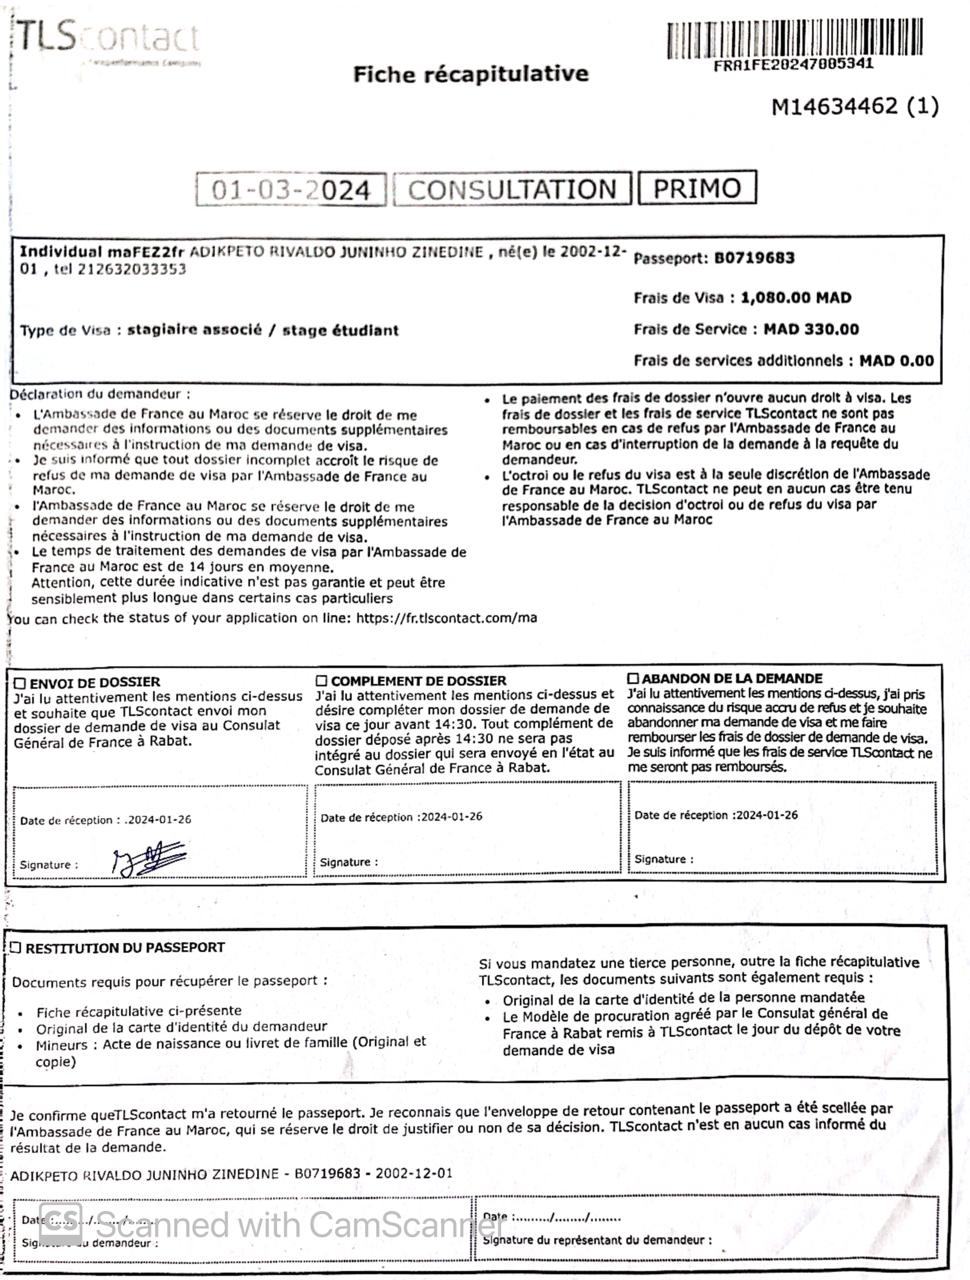 TLScontact
a Teleperformance Company
Fiche récapitulative
FRA1FE20247005341
M14634462 (1)
01-03-2024 CONSULTATION PRIMO
Individual maFEZ2fr ADIKPETO RIVALDO JUNINHO ZINEDINE , né(e) le 2002-12-
01 , tel 212632033353
Type de Visa : stagiaire associé / stage étudiant
Passeport: B0719683
Frais de Visa : 1,080.00 MAD
Frais de Service : MAD 330.00
Frais de services additionnels : MAD 0.00
Déclaration du demandeur :
• L'Ambassade de France au Maroc se réserve le droit de me
demander des informations ou des documents supplémentaires
nécessaires à l'instruction de ma demande de visa.
• Je suis informé que tout dossier incomplet accroît le risque de
refus de ma demande de visa par l'Ambassade de France au
Maroc.
• l'Ambassade de France au Maroc se réserve le droit de me
demander des informations ou des documents supplémentaires
nécessaires à l'instruction de ma demande de visa.
• Le temps de traitement des demandes de visa par l'Ambassade de
France au Maroc est de 14 jours en moyenne.
Attention, cette durée indicative n'est pas garantie et peut être
sensiblement plus longue dans certains cas particuliers
• Le paiement des frais de dossier n'ouvre aucun droit à visa. Les
frais de dossier et les frais de service TLScontact ne sont pas
remboursables en cas de refus par l'Ambassade de France au
Maroc ou en cas d'interruption de la demande à la requête du
demandeur.
• L'octroi ou le refus du visa est à la seule discrétion de l'Ambassade
de France au Maroc. TLScontact ne peut en aucun cas être tenu
responsable de la decision d'octroi ou de refus du visa par
l'Ambassade de France au Maroc
You can check the status of your application on line: https://fr.tlscontact.com/ma
☐ ENVOI DE DOSSIER
J'ai lu attentivement les mentions ci-dessus
et souhaite que TLScontact envoi mon
dossier de demande de visa au Consulat
Général de France à Rabat.
Date de réception : .2024-01-26
Signature :
☐ COMPLEMENT DE DOSSIER
J'ai lu attentivement les mentions ci-dessus et
désire compléter mon dossier de demande de
visa ce jour avant 14:30. Tout complément de
dossier déposé après 14:30 ne sera pas
intégré au dossier qui sera envoyé en l'état au
Consulat Général de France à Rabat.
Date de réception :2024-01-26
Signature :
☐ ABANDON DE LA DEMANDE
J'ai lu attentivement les mentions ci-dessus, j'ai pris
connaissance du risque accru de refus et je souhaite
abandonner ma demande de visa et me faire
rembourser les frais de dossier de demande de visa.
Je suis informé que les frais de service TLScontact ne
me seront pas remboursés.
Date de réception :2024-01-26
Signature :
☐ RESTITUTION DU PASSEPORT
Documents requis pour récupérer le passeport :
• Fiche récapitulative ci-présente
• Original de la carte d'identité du demandeur
• Mineurs : Acte de naissance ou livret de famille (Original et
copie)
Si vous mandatez une tierce personne, outre la fiche récapitulative
TLScontact, les documents suivants sont également requis :
• Original de la carte d'identité de la personne mandatée
• Le Modèle de procuration agréé par le Consulat général de
France à Rabat remis à TLScontact le jour du dépôt de votre
demande de visa
Je confirme queTLScontact m'a retourné le passeport. Je reconnais que l'enveloppe de retour contenant le passeport a été scellée par
l'Ambassade de France au Maroc, qui se réserve le droit de justifier ou non de sa décision. TLScontact n'est en aucun cas informé du
résultat de la demande.
ADIKPETO RIVALDO JUNINHO ZINEDINE - B0719683 - 2002-12-01
Date :......../......../........
Signature du demandeur :
Date :......../......../........
Signature du représentant du demandeur :
CS Scanned with CamScanner